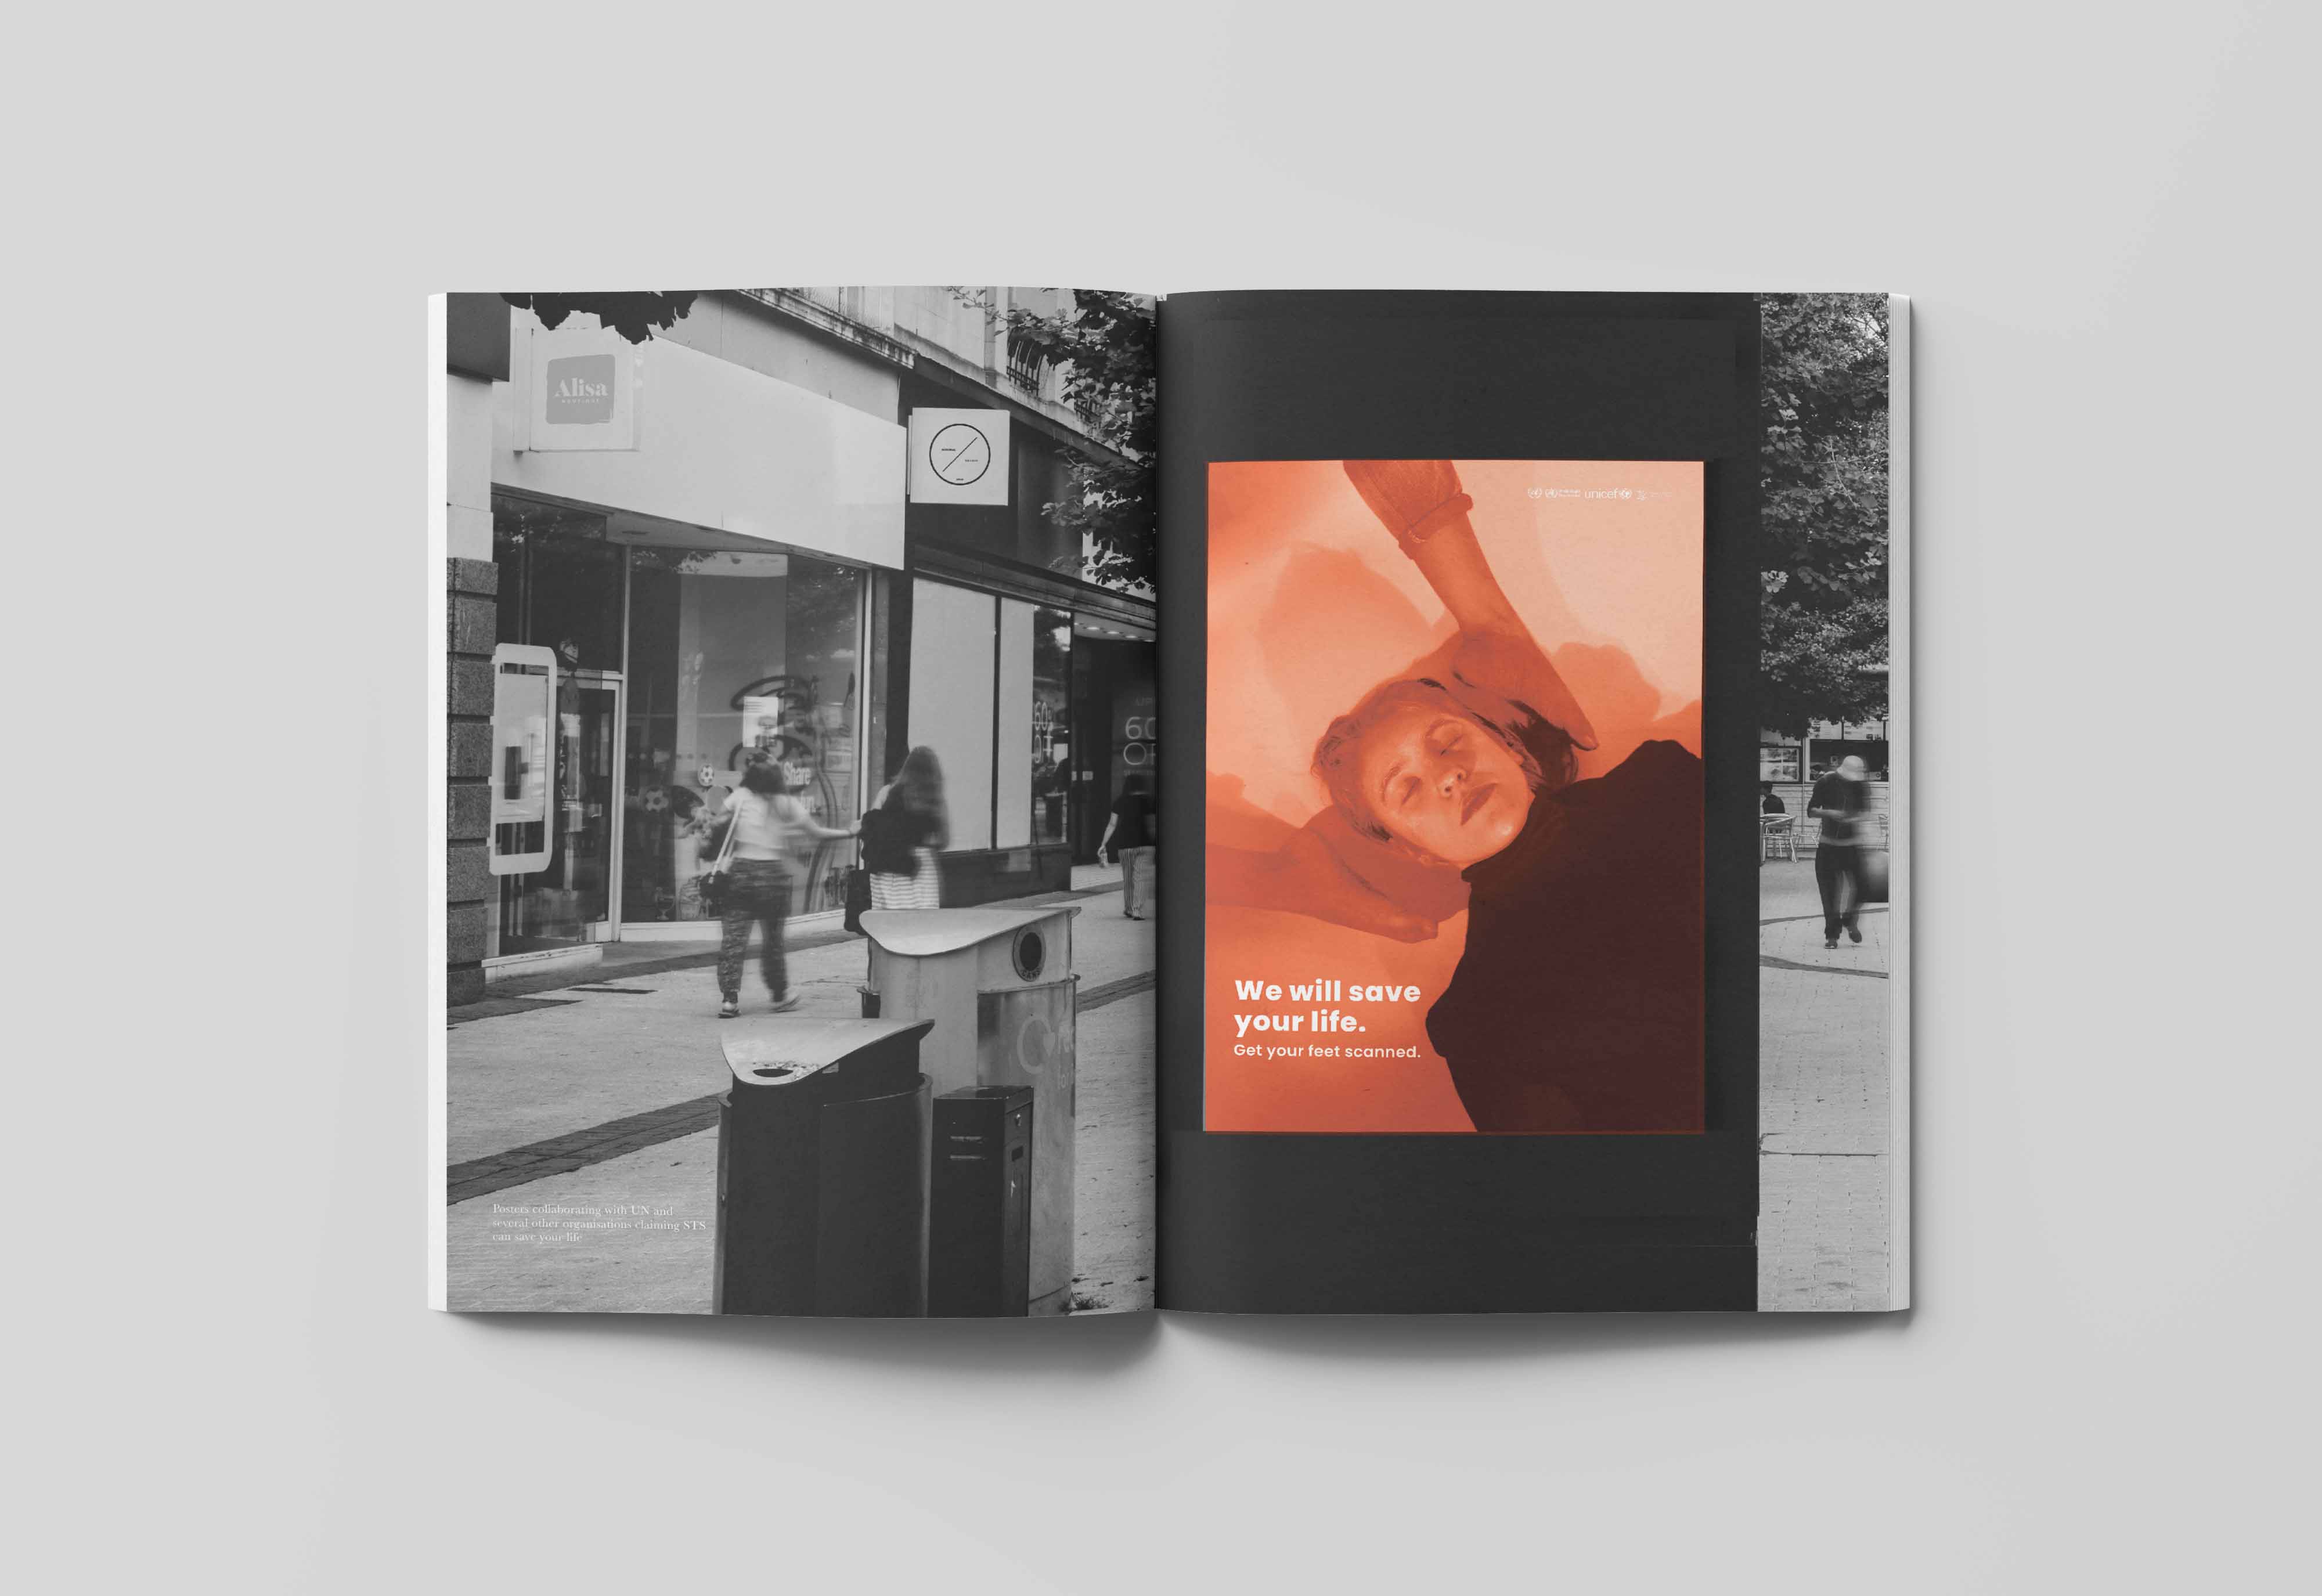 Alisa
BOUTIQUE
Share
60
OF
Posters collaborating with UN and
several other organisations claiming STS
can save your life
unicef
We will save
your life.
Get your feet scanned.